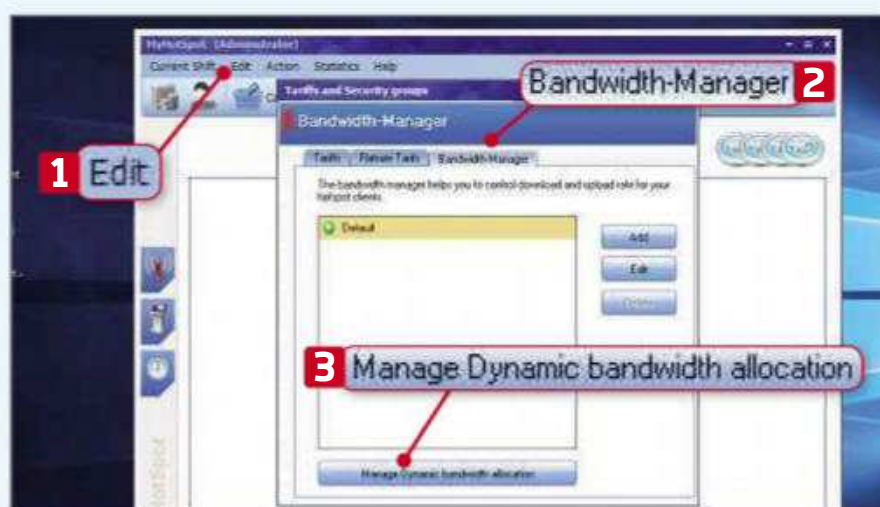 MyHotSpot (Administrator)
Current Shift Edit Action Statistics Help
Tariffs and Security groups
Bandwidth-Manager 2
Bandwidth-Manager
1 Edit
Tariffs Bandwidth-Manager
The bandwidth manager helps you to control download and upload rate for your
hotspot clients.
Default
Add
Edit
Delete
3 Manage Dynamic bandwidth allocation
Manage Dynamic bandwidth allocation
HotSpot